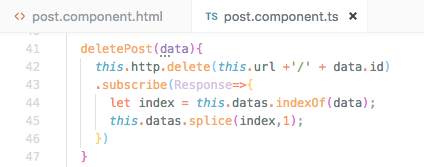 <> post.component.html
TS post.component.ts ×
41 deletePost(data){
42 this.http.delete(this.url +'/' + data.id)
43 .subscribe(Response=>{
44 let index = this.datas.indexOf(data);
45 this.datas.splice(index,1);
46 })
47 }